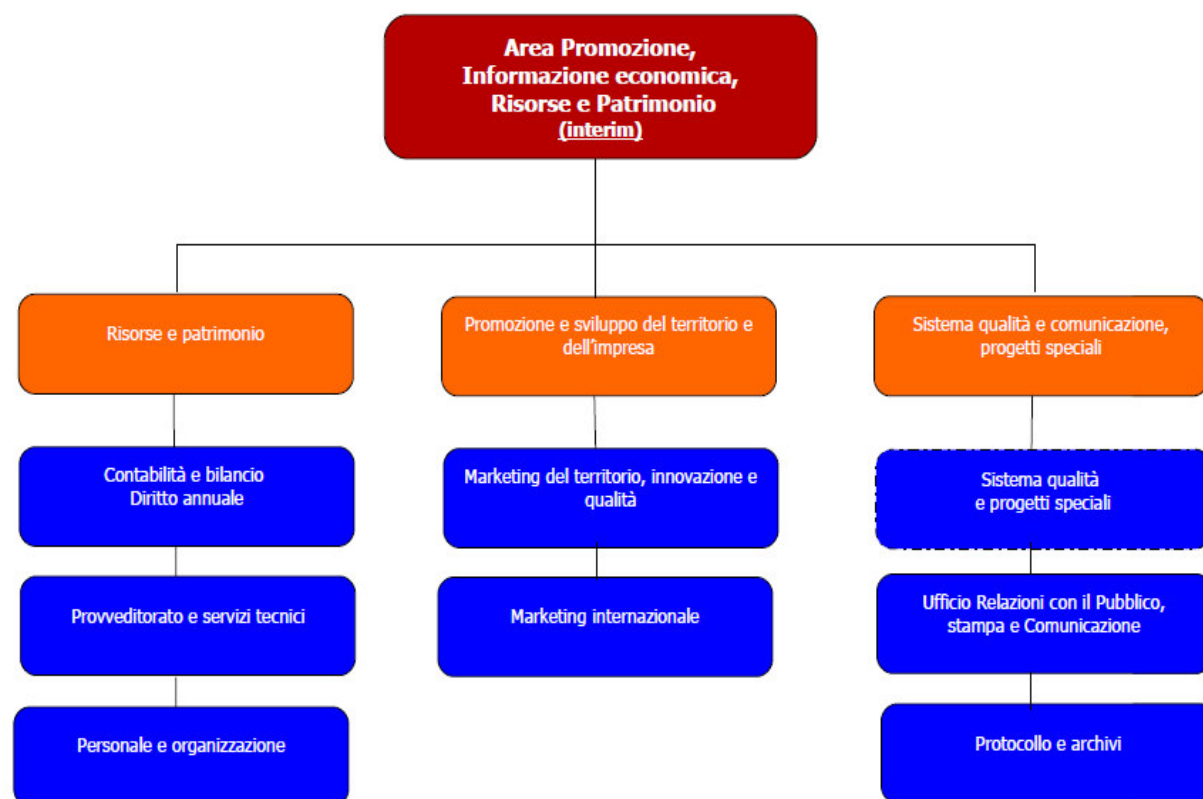 Area Promozione,
Informazione economica,
Risorse e Patrimonio
(interim)
Risorse e patrimonio
Promozione e sviluppo del territorio e
dell'impresa
Sistema qualità e comunicazione,
progetti speciali
Contabilità e bilancio
Diritto annuale
Marketing del territorio, innovazione e
qualità
Sistema qualità
e progetti speciali
Provveditorato e servizi tecnici
Marketing internazionale
Ufficio Relazioni con il Pubblico,
stampa e Comunicazione
Personale e organizzazione
Protocollo e archivi